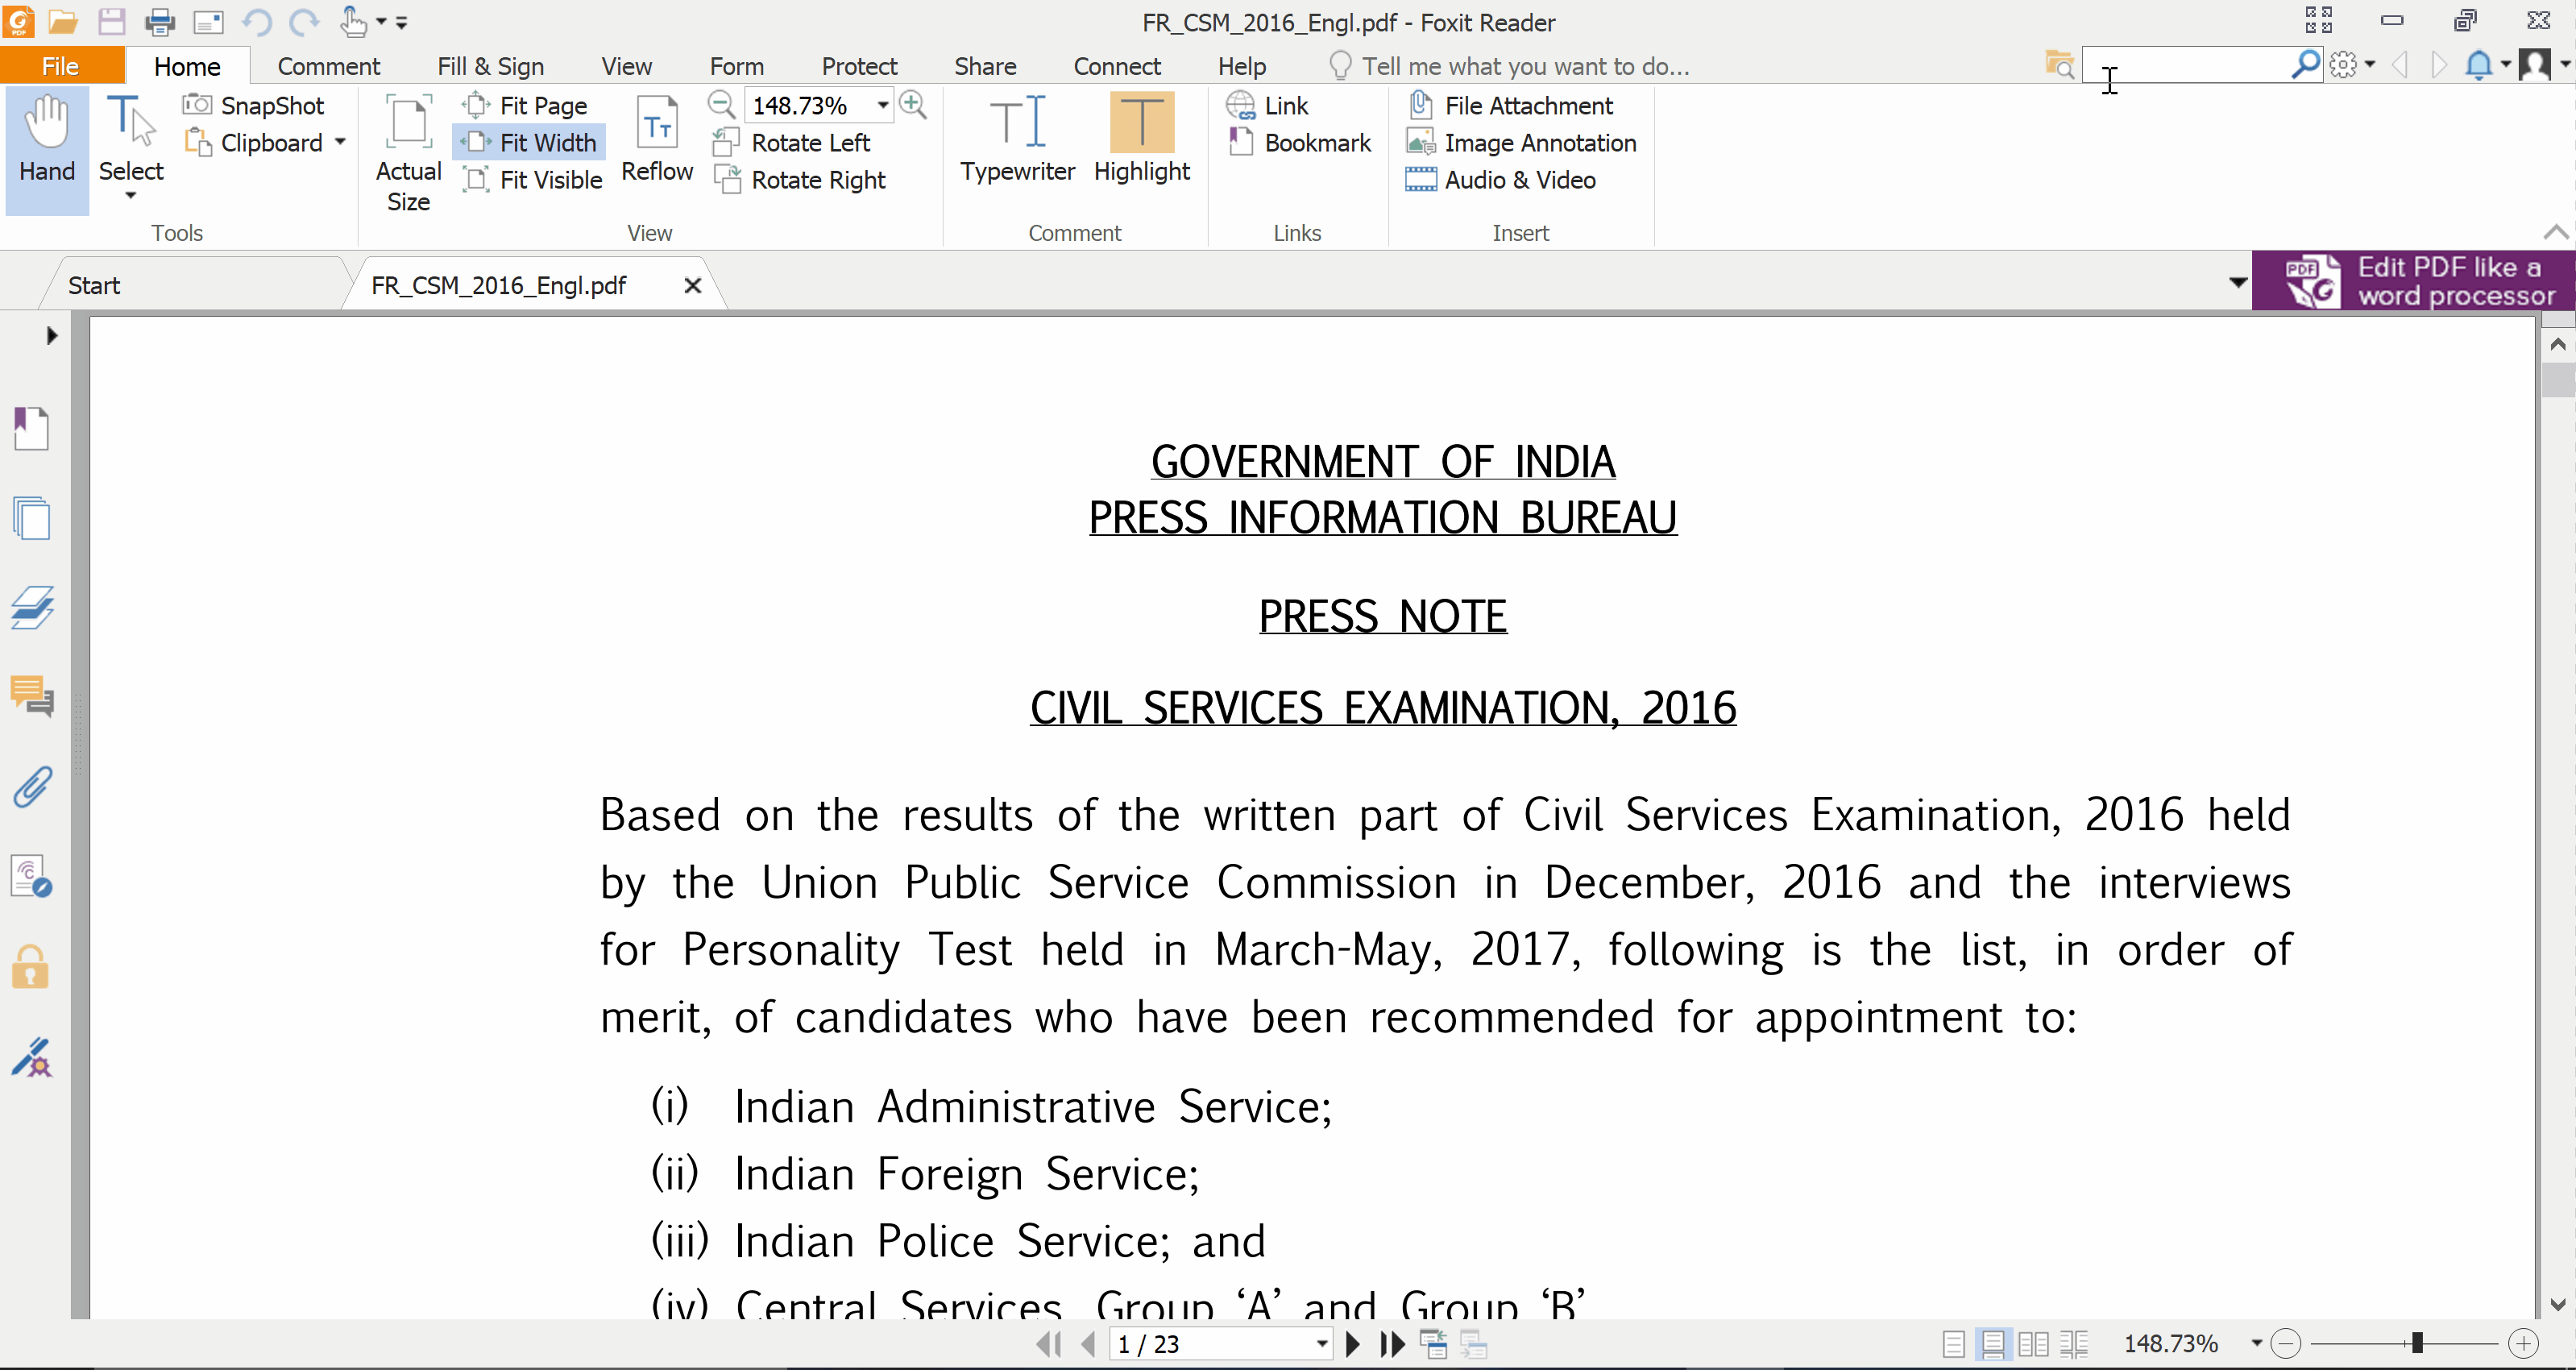 FR_CSM_2016_Engl.pdf - Foxit Reader
File Home Comment Fill & Sign View Form Protect Share Connect Help Tell me what you want to do...
Hand
Select
SnapShot
Clipboard
Tools
Actual
Size
Fit Page
Fit Width
Fit Visible
Reflow
148.73%
Rotate Left
Rotate Right
View
Typewriter
Highlight
Comment
Link
Bookmark
Links
File Attachment
Image Annotation
Audio & Video
Insert
Start
FR_CSM_2016_Engl.pdf
PDF
Edit PDF like a
word processor
GOVERNMENT OF INDIA
PRESS INFORMATION BUREAU
PRESS NOTE
CIVIL SERVICES EXAMINATION, 2016
Based on the results of the written part of Civil Services Examination, 2016 held
by the Union Public Service Commission in December, 2016 and the interviews
for Personality Test held in March-May, 2017, following is the list, in order of
merit, of candidates who have been recommended for appointment to:
(i) Indian Administrative Service;
(ii) Indian Foreign Service;
(iii) Indian Police Service; and
(iv) Central Services, Group ‘A’ and Group ‘B’
1 / 23
148.73%